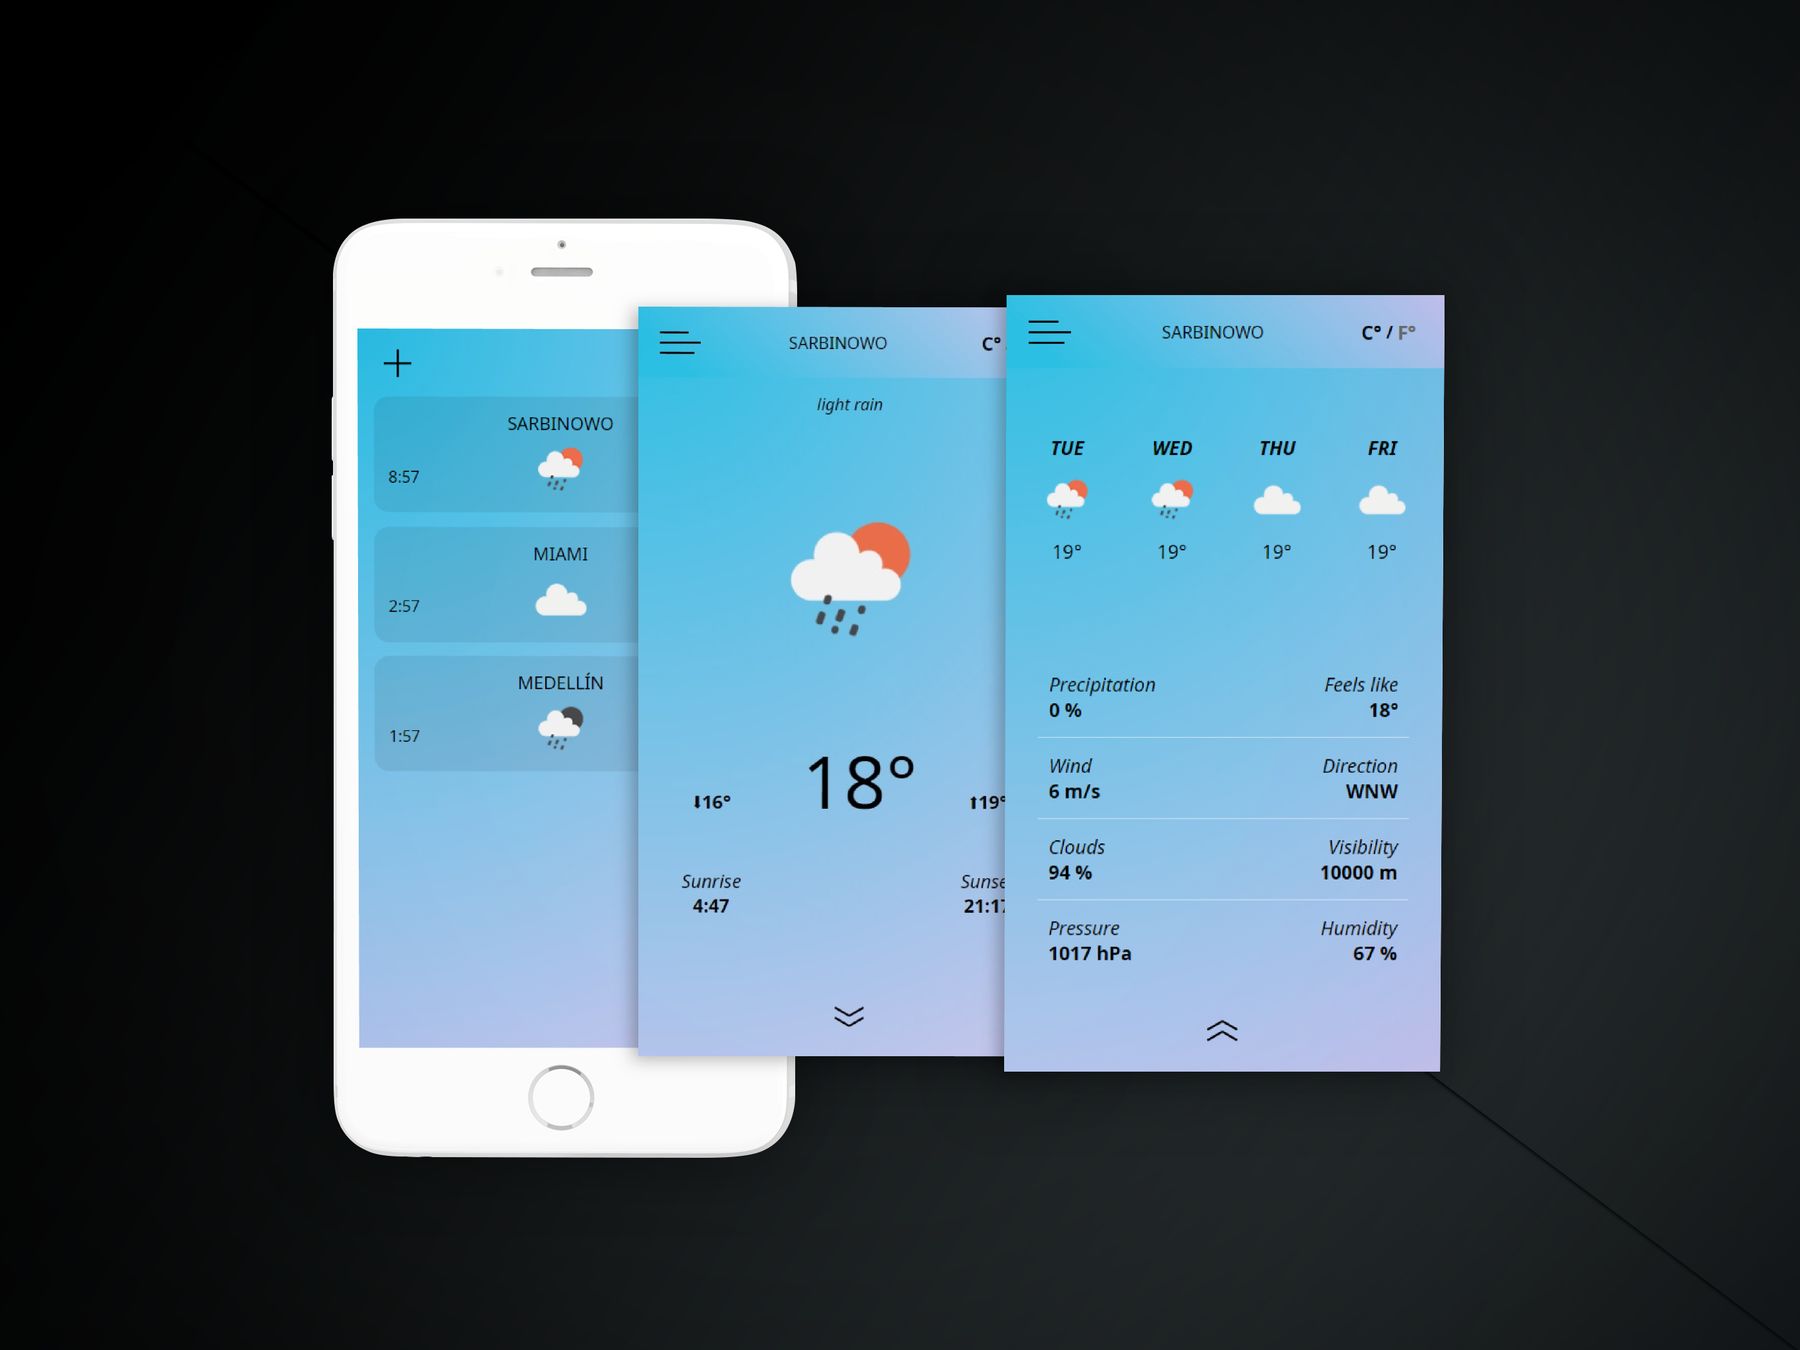 SARBINOWO
8:57
MIAMI
2:57
MEDELLÍN
1:57
SARBINOWO
C°
light rain
⬇16°
18°
⬆19°
Sunrise
4:47
Sunse
21:17
SARBINOWO
C° / F°
TUE WED THU FRI
19° 19° 19° 19°
Precipitation Feels like
0 % 18°
Wind Direction
6 m/s WNW
Clouds Visibility
94 % 10000 m
Pressure Humidity
1017 hPa 67 %